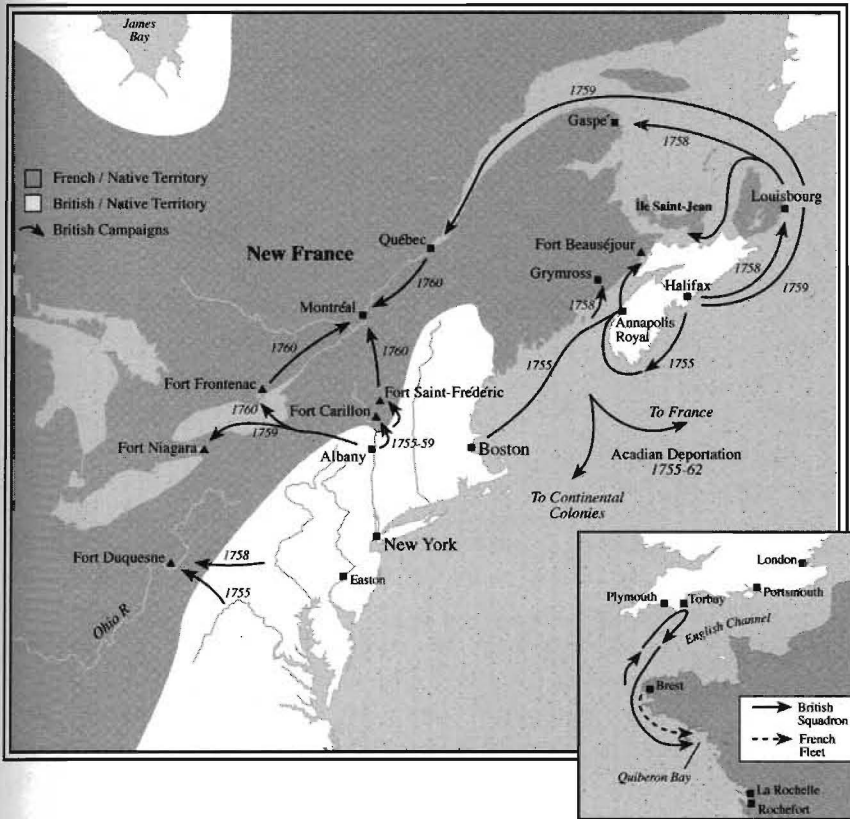 James
Bay
1759
Gaspé
1758
French / Native Territory
British / Native Territory
British Campaigns
Louisbourg
Île Saint-Jean
Québec
Fort Beauséjour
New France
Grymross
1760
1758
Halifax
1758
1759
Montréal
Annapolis
Royal
1760
1760
1755
1755
Fort Frontenac
Fort Saint-Frédéric
1760
Fort Carillon
To France
1759
Fort Niagara
Albany
1755-59
Boston
Acadian Deportation
1755-62
To Continental
Colonies
New York
Fort Duquesne
1758
Easton
1755
Ohio R
London
Plymouth
Torbay
Portsmouth
English Channel
Brest
British
Squadron
French
Fleet
Quiberon Bay
La Rochelle
Rochefort